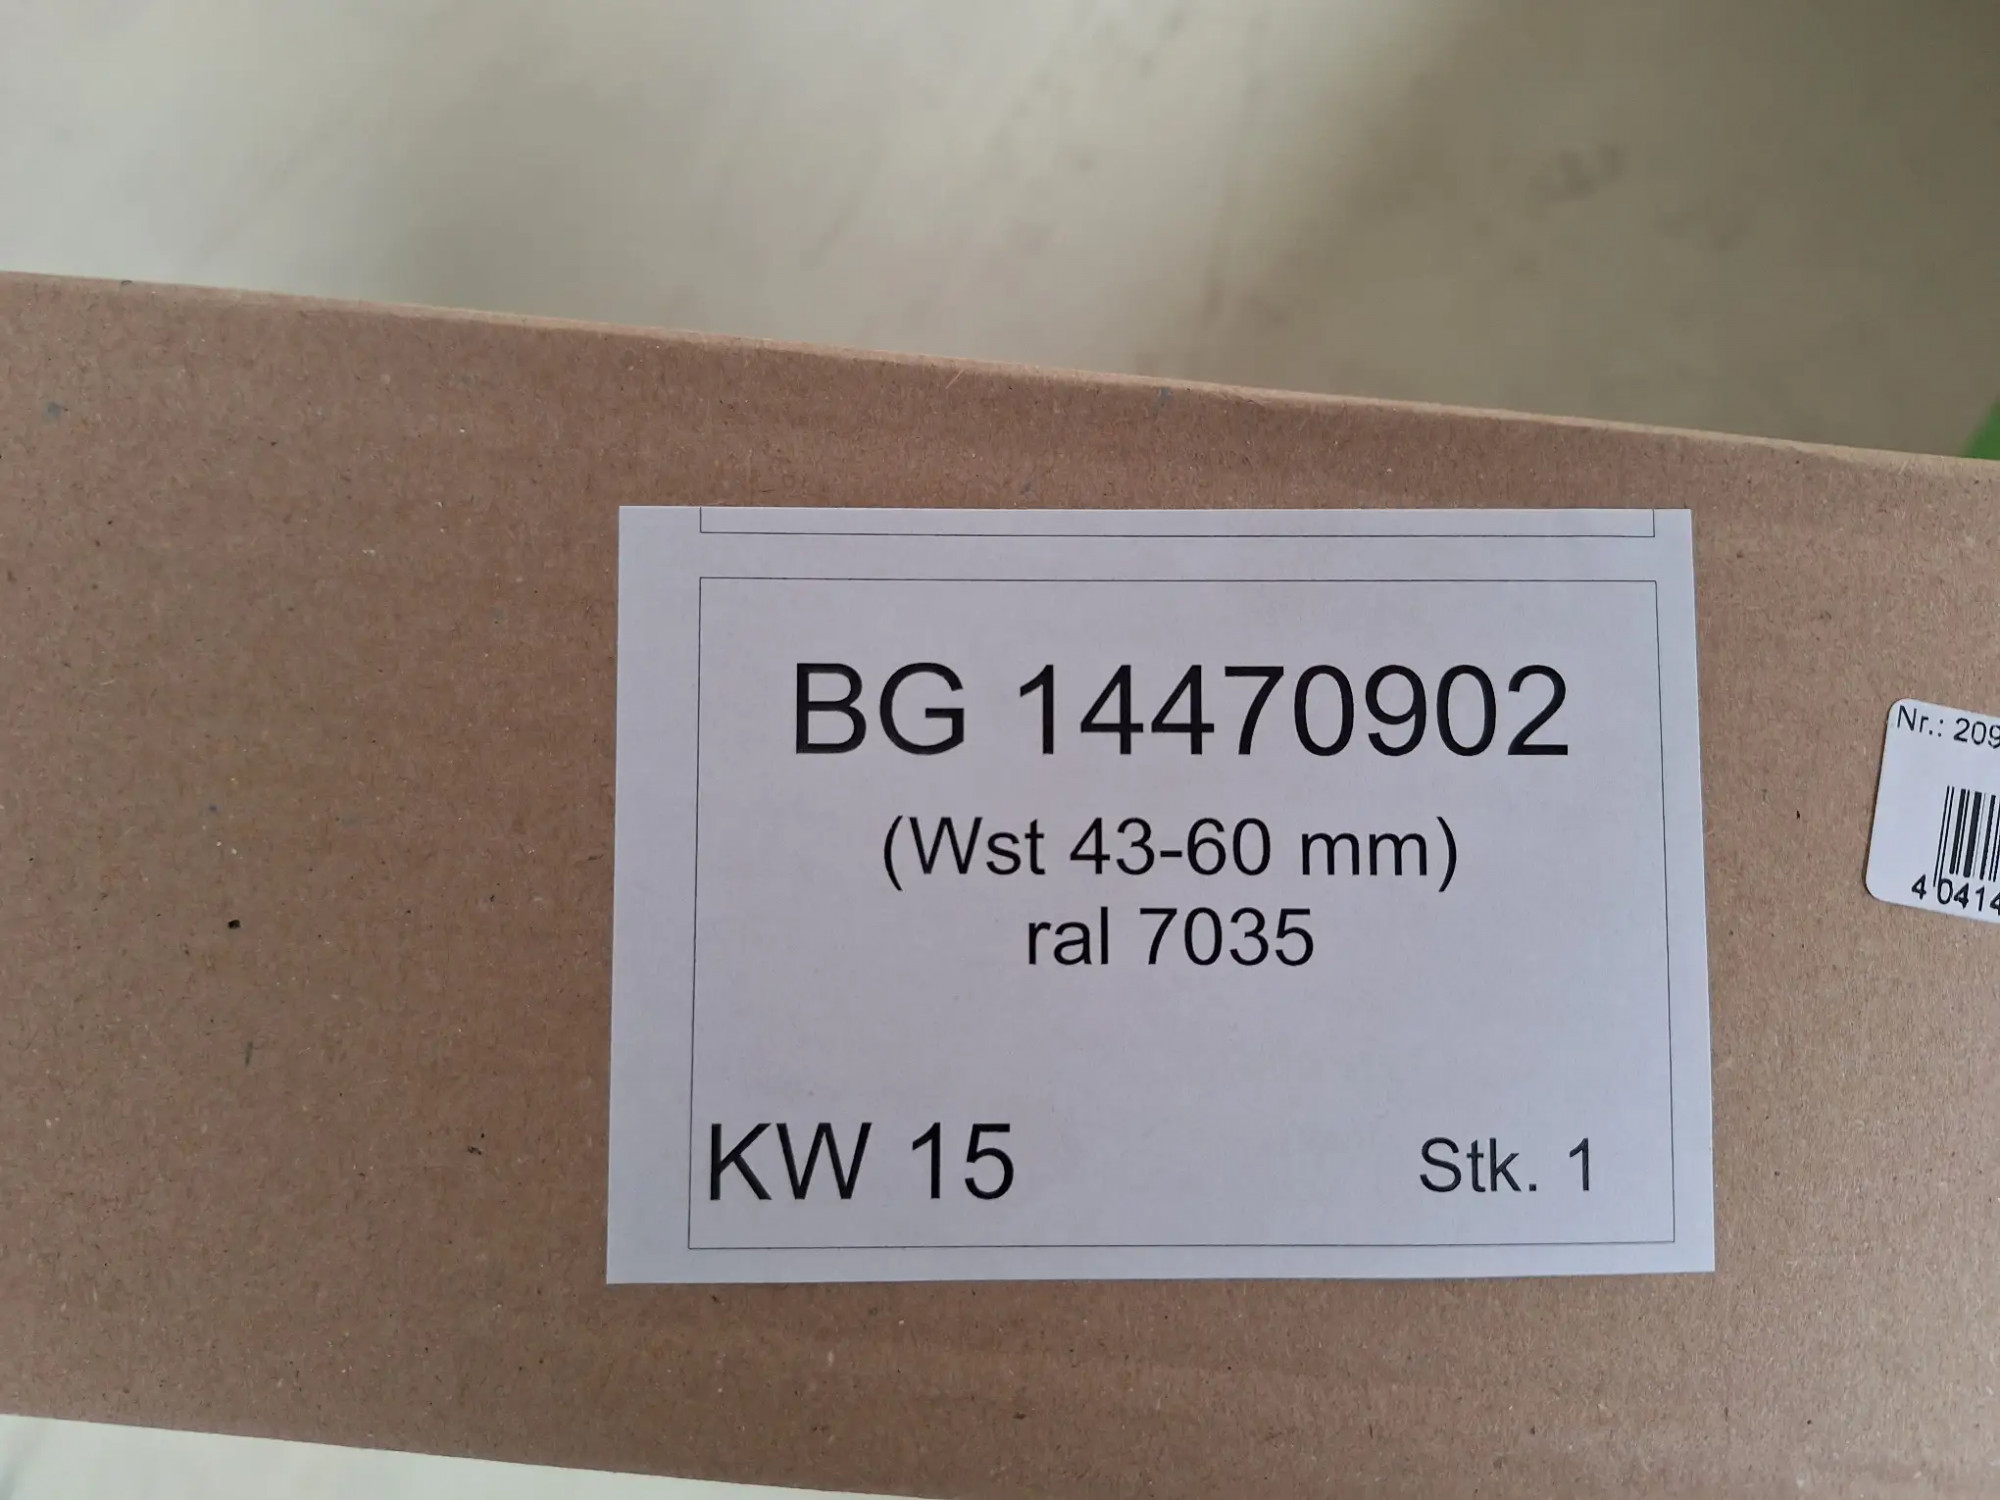 BG 14470902
(Wst 43-60 mm)
ral 7035
KW 15
Stk. 1
Nr.: 209
4 0414